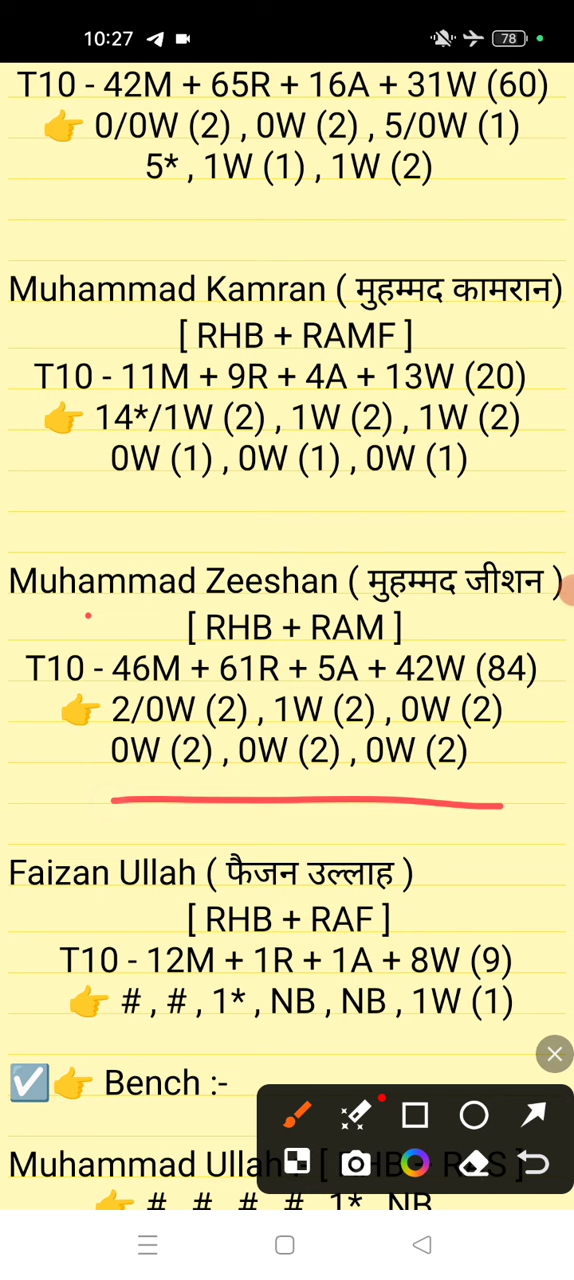 10:27
78
T10 - 42M + 65R + 16A + 31W (60)
👉 0/0W (2) , 0W (2) , 5/0W (1)
5* , 1W (1) , 1W (2)
Muhammad Kamran ( मुहम्मद कामरान)
[ RHB + RAMF ]
T10 - 11M + 9R + 4A + 13W (20)
👉 14*/1W (2) , 1W (2) , 1W (2)
0W (1) , 0W (1) , 0W (1)
Muhammad Zeeshan ( मुहम्मद जीशन )
[ RHB + RAM ]
T10 - 46M + 61R + 5A + 42W (84)
👉 2/0W (2) , 1W (2) , 0W (2)
0W (2) , 0W (2) , 0W (2)
Faizan Ullah ( फैजन उल्लाह )
[ RHB + RAF ]
T10 - 12M + 1R + 1A + 8W (9)
👉 # , # , 1* , NB , NB , 1W (1)
☑️👉 Bench :-
Muhammad Ullah
👉 # , # , # , # , 1* , NB